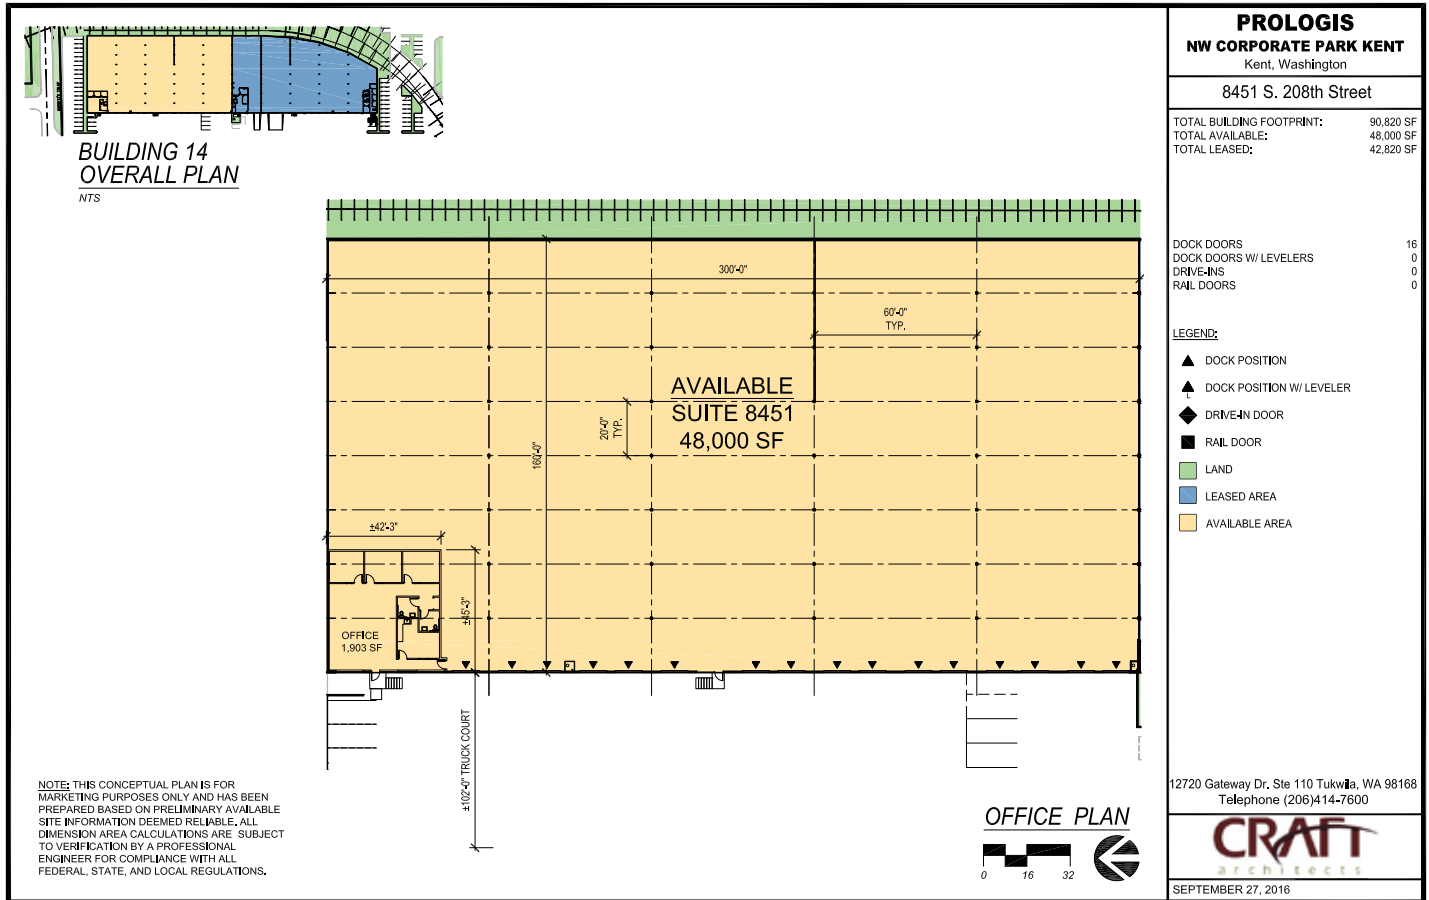 BUILDING 14
OVERALL PLAN
NTS
PROLOGIS
NW CORPORATE PARK KENT
Kent, Washington
8451 S. 208th Street
TOTAL BUILDING FOOTPRINT: 90,820 SF
TOTAL AVAILABLE: 48,000 SF
TOTAL LEASED: 42,820 SF
DOCK DOORS 16
DOCK DOORS W/ LEVELERS 0
DRIVE-INS 0
RAIL DOORS 0
LEGEND:
DOCK POSITION
L DOCK POSITION W/ LEVELER
DRIVE-IN DOOR
RAIL DOOR
LAND
LEASED AREA
AVAILABLE AREA
300'-0"
60'-0"
TYP.
AVAILABLE
SUITE 8451
48,000 SF
20'-0"
TYP.
160'-0"
±42'-3"
±45'-3"
OFFICE
1,903 SF
±102'-0" TRUCK COURT
NOTE: THIS CONCEPTUAL PLAN IS FOR
MARKETING PURPOSES ONLY AND HAS BEEN
PREPARED BASED ON PRELIMINARY AVAILABLE
SITE INFORMATION DEEMED RELIABLE. ALL
DIMENSION AREA CALCULATIONS ARE SUBJECT
TO VERIFICATION BY A PROFESSIONAL
ENGINEER FOR COMPLIANCE WITH ALL
FEDERAL, STATE, AND LOCAL REGULATIONS.
OFFICE PLAN
0 16 32
12720 Gateway Dr. Ste 110 Tukwila, WA 98168
Telephone (206)414-7600
CRAFT
architects
SEPTEMBER 27, 2016